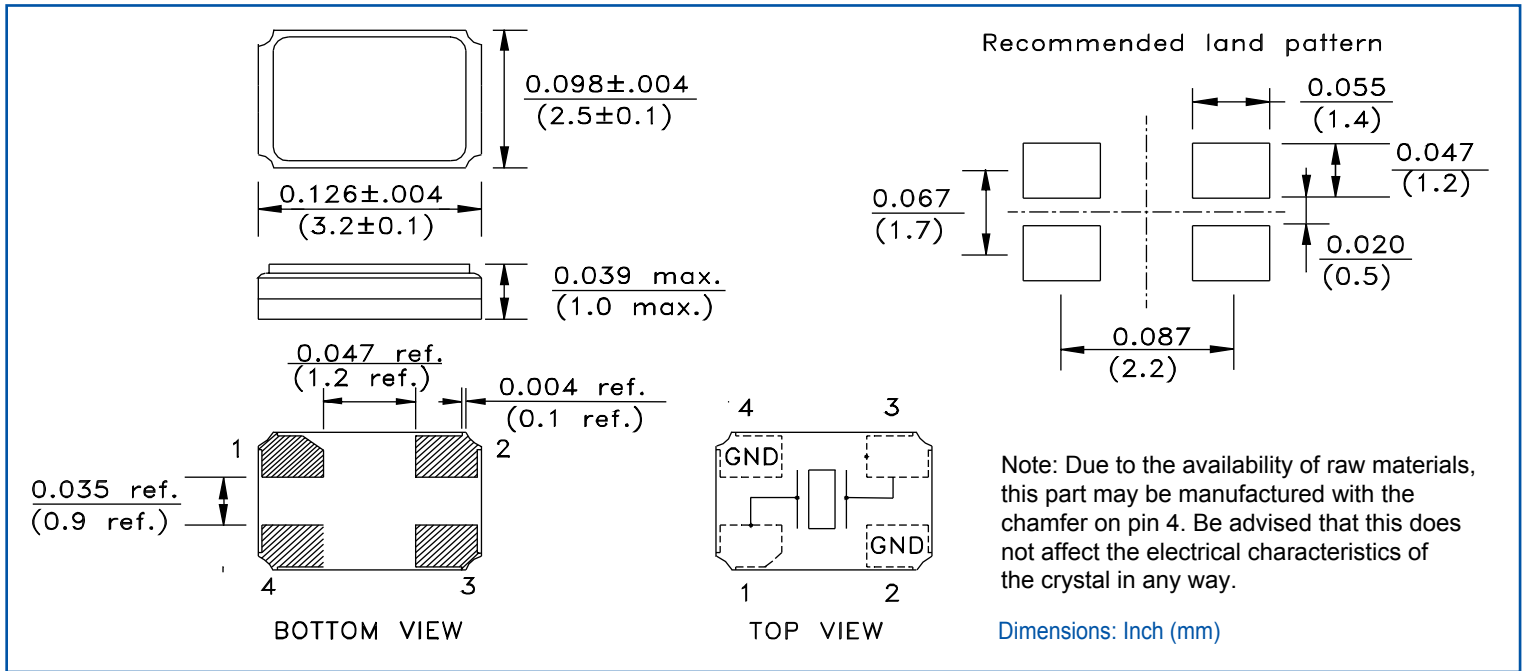 0.098±.004
(2.5±0.1)
0.126±.004
(3.2±0.1)
0.039 max.
(1.0 max.)
0.047 ref.
(1.2 ref.)
0.004 ref.
(0.1 ref.)
1
2
0.035 ref.
(0.9 ref.)
4
3
BOTTOM VIEW
4
3
GND
GND
1
2
TOP VIEW
Recommended land pattern
0.055
(1.4)
0.047
(1.2)
0.067
(1.7)
0.020
(0.5)
0.087
(2.2)
Note: Due to the availability of raw materials,
this part may be manufactured with the
chamfer on pin 4. Be advised that this does
not affect the electrical characteristics of
the crystal in any way.
Dimensions: Inch (mm)